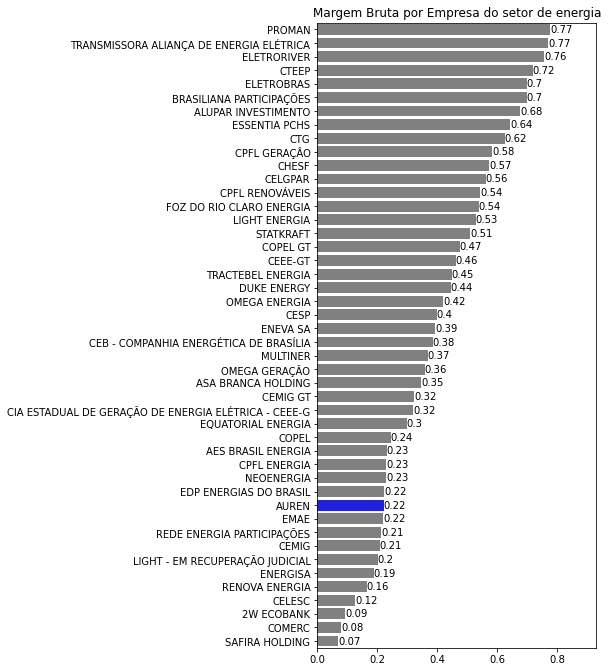 Margem Bruta por Empresa do setor de energia
PROMAN 0.77
TRANSMISSORA ALIANÇA DE ENERGIA ELÉTRICA 0.77
ELETRORIVER 0.76
CTEEP 0.72
ELETROBRAS 0.7
BRASILIANA PARTICIPAÇÕES 0.7
ALUPAR INVESTIMENTO 0.68
ESSENTIA PCHS 0.64
CTG 0.62
CPFL GERAÇÃO 0.58
CHESF 0.57
CELGPAR 0.56
CPFL RENOVÁVEIS 0.54
FOZ DO RIO CLARO ENERGIA 0.54
LIGHT ENERGIA 0.53
STATKRAFT 0.51
COPEL GT 0.47
CEEE-GT 0.46
TRACTEBEL ENERGIA 0.45
DUKE ENERGY 0.44
OMEGA ENERGIA 0.42
CESP 0.4
ENEVA SA 0.39
CEB - COMPANHIA ENERGÉTICA DE BRASÍLIA 0.38
MULTINER 0.37
OMEGA GERAÇÃO 0.36
ASA BRANCA HOLDING 0.35
CEMIG GT 0.32
CIA ESTADUAL DE GERAÇÃO DE ENERGIA ELÉTRICA - CEEE-G 0.32
EQUATORIAL ENERGIA 0.3
COPEL 0.24
AES BRASIL ENERGIA 0.23
CPFL ENERGIA 0.23
NEOENERGIA 0.23
EDP ENERGIAS DO BRASIL 0.22
AUREN 0.22
EMAE 0.22
REDE ENERGIA PARTICIPAÇÕES 0.21
CEMIG 0.21
LIGHT - EM RECUPERAÇÃO JUDICIAL 0.2
ENERGISA 0.19
RENOVA ENERGIA 0.16
CELESC 0.12
2W ECOBANK 0.09
COMERC 0.08
SAFIRA HOLDING 0.07
0.0 0.2 0.4 0.6 0.8